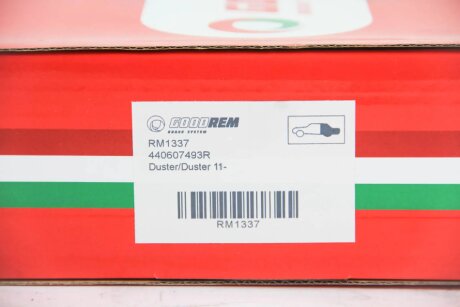 GOODREM
BRAKE SYSTEM
RM1337
440607493R
Duster/Duster 11-
RM1337